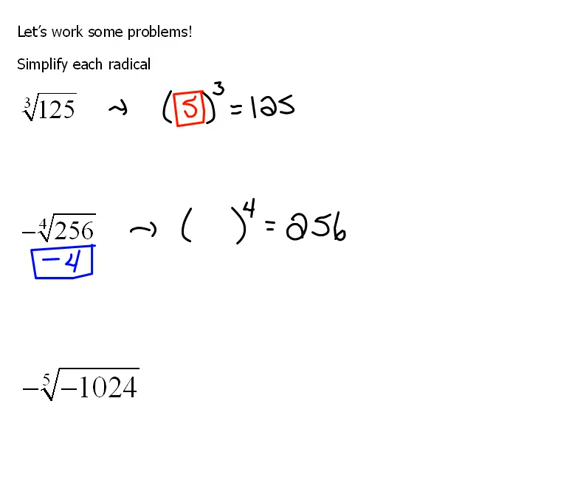 Let's work some problems!
Simplify each radical
∛125 → (5)³ = 125
−∜256 → ( )⁴ = 256
−4
−⁵√−1024